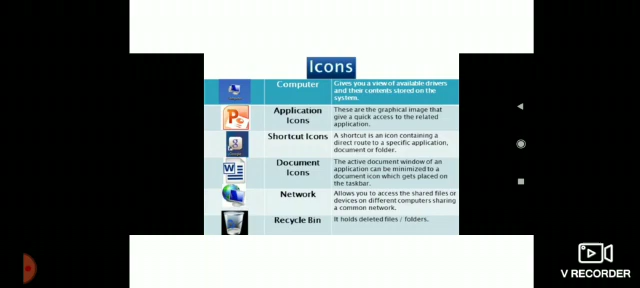 Icons
Computer
Gives you a view of available drivers
and their contents stored on the
system.
Application
Icons
These are the graphical image that
give a quick access to the related
application.
Shortcut Icons
A shortcut is an icon containing a
direct route to a specific application,
document or folder.
Document
Icons
The active document window of an
application can be minimized to
a document icon which gets placed on
the taskbar.
Network
Allows you to access the shared files or
devices on different computers sharing
a common network.
Recycle Bin
It holds deleted files / folders.
V RECORDER